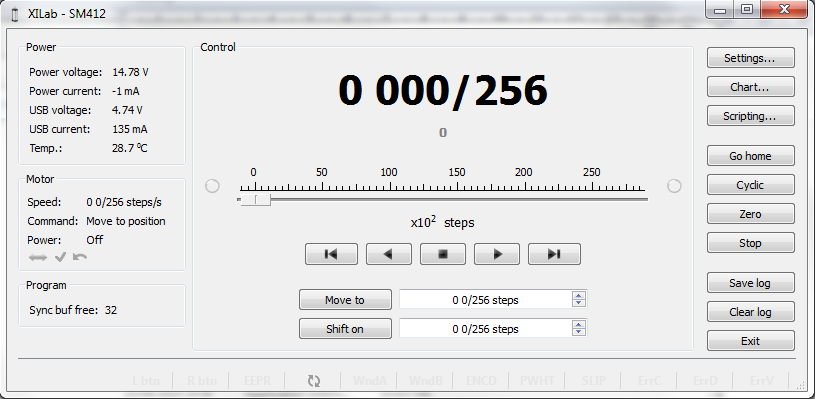 XILab - SM412
Power
Power voltage: 14.78 V
Power current: -1 mA
USB voltage: 4.74 V
USB current: 135 mA
Temp.: 28.7 ⁰C
Motor
Speed: 0 0/256 steps/s
Command: Move to position
Power: Off
Program
Sync buf free: 32
Control
0 000/256
0
0 50 100 150 200 250
x10² steps
Move to 0 0/256 steps
Shift on 0 0/256 steps
Settings...
Chart...
Scripting...
Go home
Cyclic
Zero
Stop
Save log
Clear log
Exit
L btn R btn EEPR WndA WndB ENCD PWHT SLIP ErrC ErrD ErrV